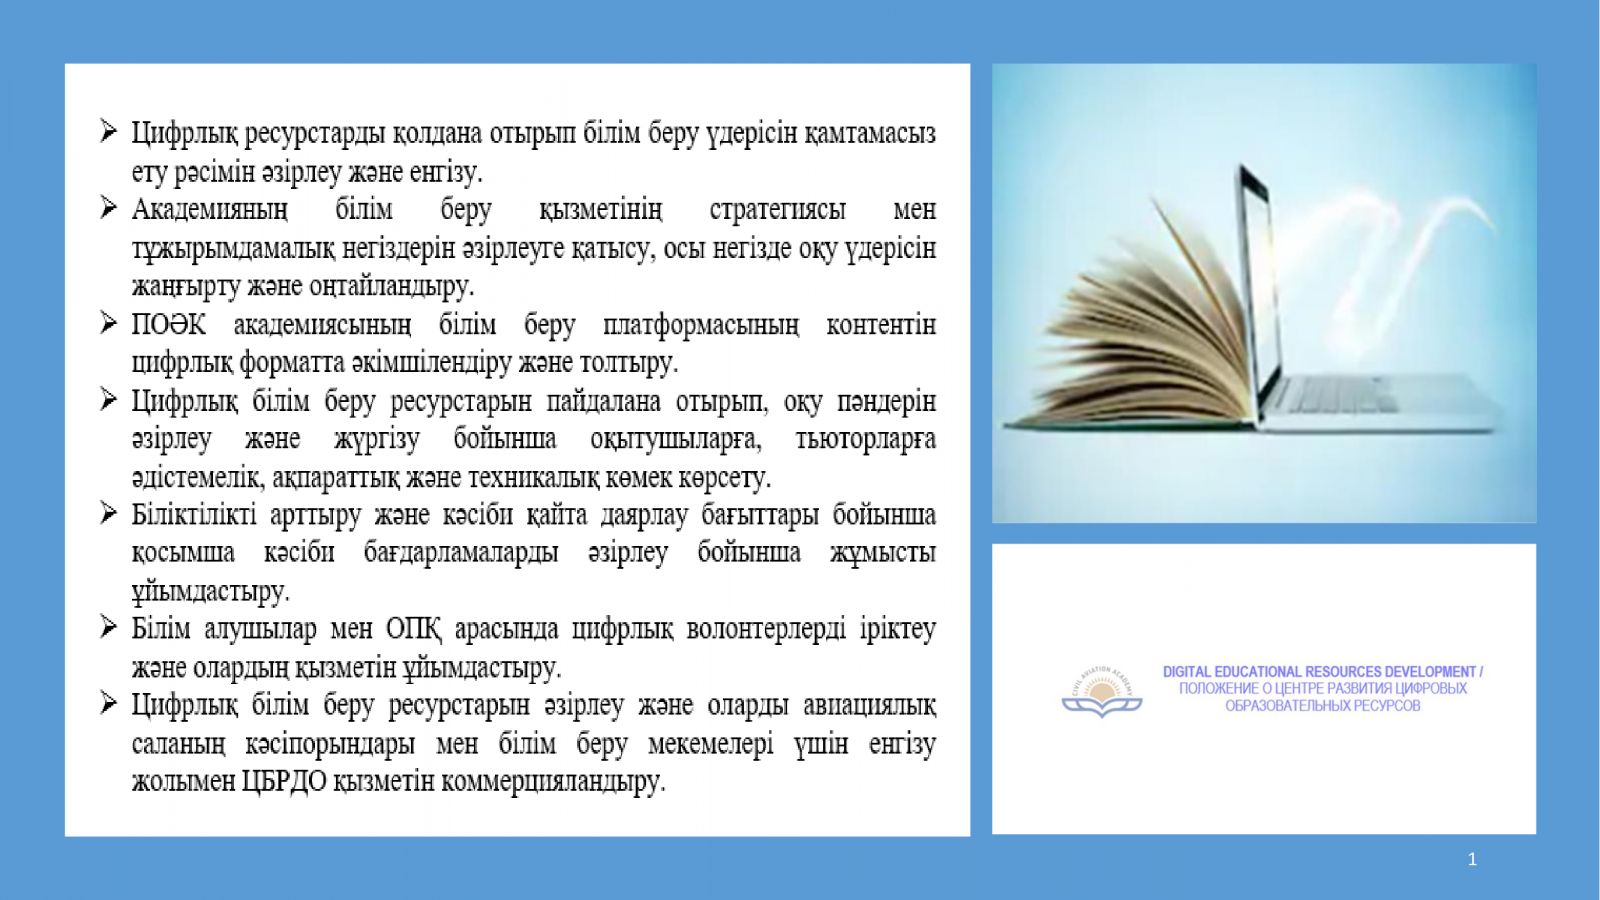 Цифрлық ресурстарды қолдана отырып білім беру үдерісін қамтамасыз
ету рәсімін әзірлеу және енгізу.
Академияның білім беру қызметінің стратегиясы мен
тұжырымдамалық негіздерін әзірлеуге қатысу, осы негізде оқу үдерісін
жаңғырту және оңтайландыру.
ПОӘК академиясының білім беру платформасының контентін
цифрлық форматта әкімшілендіру және толтыру.
Цифрлық білім беру ресурстарын пайдалана отырып, оқу пәндерін
әзірлеу және жүргізу бойынша оқытушыларға, тьюторларға
әдістемелік, ақпараттық және техникалық көмек көрсету.
Біліктілікті арттыру және кәсіби қайта даярлау бағыттары бойынша
қосымша кәсіби бағдарламаларды әзірлеу бойынша жұмысты
ұйымдастыру.
Білім алушылар мен ОПҚ арасында цифрлық волонтерлерді іріктеу
және олардың қызметін ұйымдастыру.
Цифрлық білім беру ресурстарын әзірлеу және оларды авиациялық
саланың кәсіпорындары мен білім беру мекемелері үшін енгізу
жолымен ЦБРДО қызметін коммерцияландыру.
CIVIL AVIATION ACADEMY
DIGITAL EDUCATIONAL RESOURCES DEVELOPMENT /
ПОЛОЖЕНИЕ О ЦЕНТРЕ РАЗВИТИЯ ЦИФРОВЫХ
ОБРАЗОВАТЕЛЬНЫХ РЕСУРСОВ
1